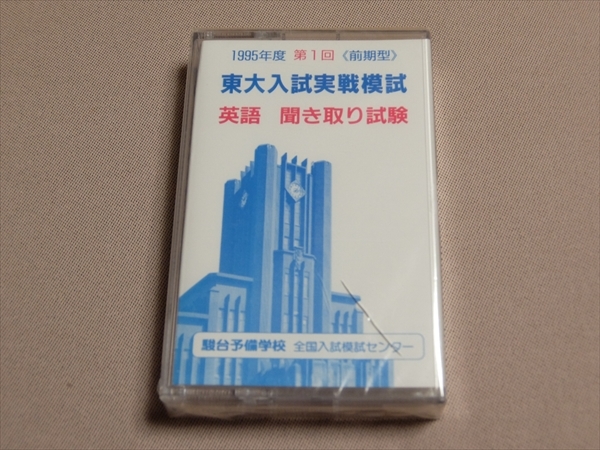 1995年度 第1回《前期型》
東大入試実戦模試
英語 聞き取り試験
駿台予備学校 全国入試模試センター